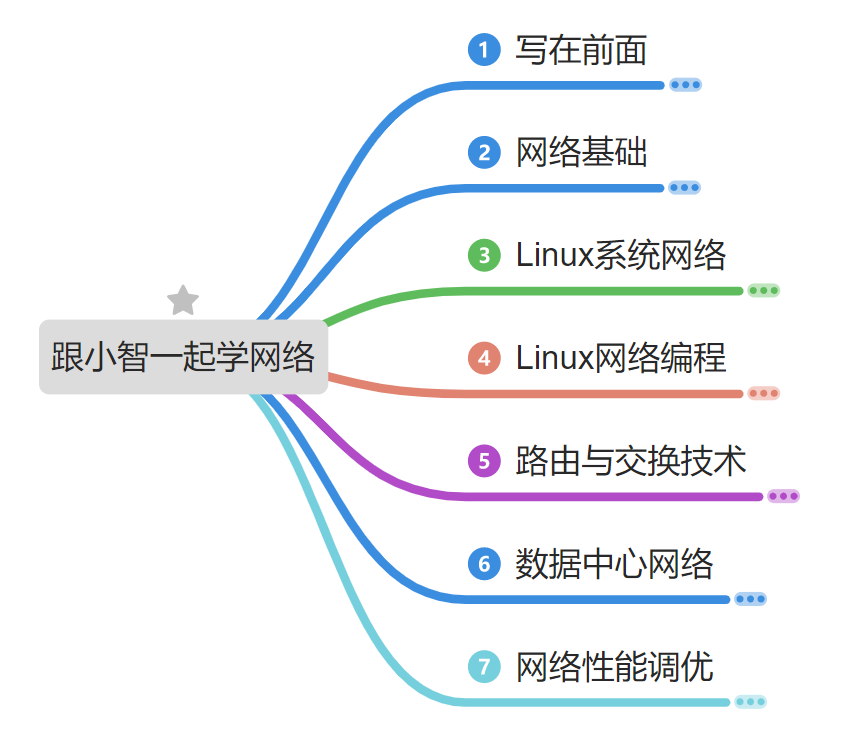 1 写在前面
2 网络基础
3 Linux系统网络
跟小智一起学网络
4 Linux网络编程
5 路由与交换技术
6 数据中心网络
7 网络性能调优